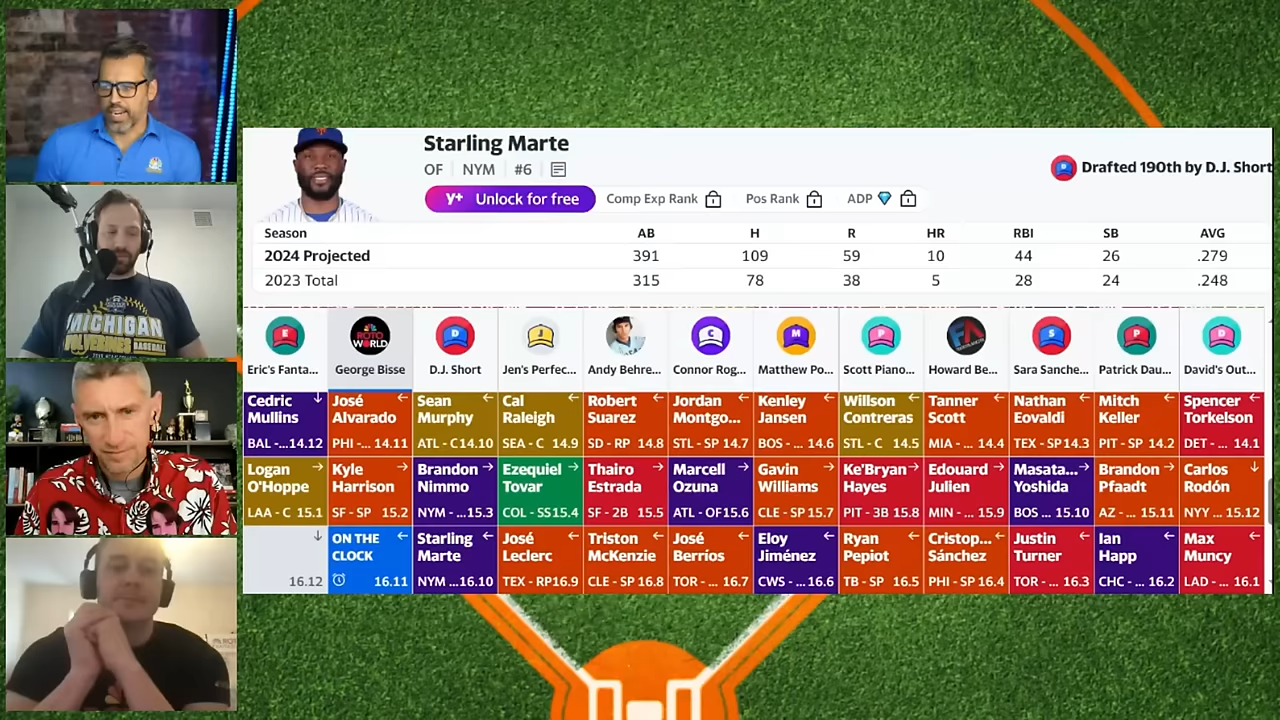 MICHIGAN
WOLVERINES
BASEBALL
Starling Marte
OF NYM #6
Drafted 190th by D.J. Short
y+ Unlock for free Comp Exp Rank Pos Rank ADP
Season AB H R HR RBI SB AVG
2024 Projected 391 109 59 10 44 26 .279
2023 Total 315 78 38 5 28 24 .248
E ROTO WORLD D J C M P FA S P D
Eric's Fanta... George Bisse D.J. Short Jen's Perfec... Andy Behre... Connor Rog... Matthew Po... Scott Piano... Howard Be... Sara Sanche... Patrick Dau... David's Out...
Cedric José Sean Cal Robert Jordan Kenley Willson Tanner Nathan Mitch Spencer
Mullins Alvarado Murphy Raleigh Suarez Montgo... Jansen Contreras Scott Eovaldi Keller Torkelson
BAL -...14.12 PHI -... 14.11 ATL - C14.10 SEA - C 14.9 SD - RP 14.8 STL - SP 14.7 BOS - ... 14.6 STL - C 14.5 MIA - ... 14.4 TEX - SP14.3 PIT - SP 14.2 DET - ... 14.1
Logan Kyle Brandon Ezequiel Thairo Marcell Gavin Ke'Bryan Edouard Masata... Brandon Carlos
O'Hoppe Harrison Nimmo Tovar Estrada Ozuna Williams Hayes Julien Yoshida Pfaadt Rodón
LAA - C 15.1 SF - SP 15.2 NYM - ...15.3 COL - SS15.4 SF - 2B 15.5 ATL - OF15.6 CLE - SP 15.7 PIT - 3B 15.8 MIN - ... 15.9 BOS ... 15.10 AZ - ... 15.11 NYY ... 15.12
ON THE Starling José Triston José Eloy Ryan Cristop... Justin Ian Max
CLOCK Marte Leclerc McKenzie Berríos Jiménez Pepiot Sánchez Turner Happ Muncy
16.12 16.11 NYM ...16.10 TEX - RP16.9 CLE - SP 16.8 TOR - ... 16.7 CWS - ... 16.6 TB - SP 16.5 PHI - SP 16.4 TOR - ... 16.3 CHC - ... 16.2 LAD - ... 16.1